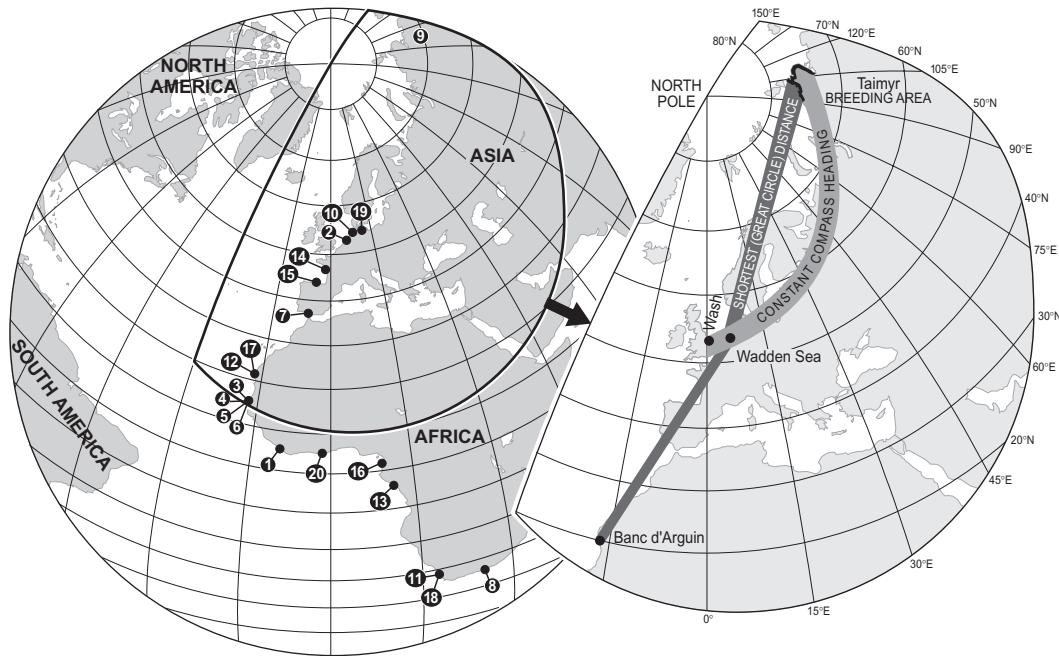 NORTH
AMERICA
9
ASIA
10
19
2
14
15
7
17
12
3
4
5
6
SOUTH AMERICA
AFRICA
1
20
16
13
11
18
8
150°E
70°N
120°E
80°N
60°N
105°E
NORTH
POLE
Taimyr
BREEDING AREA
50°N
90°E
40°N
75°E
30°N
60°E
20°N
45°E
30°E
15°E
0°
SHORTEST (GREAT CIRCLE) DISTANCE
CONSTANT COMPASS HEADING
Wash
Wadden Sea
Banc d'Arguin